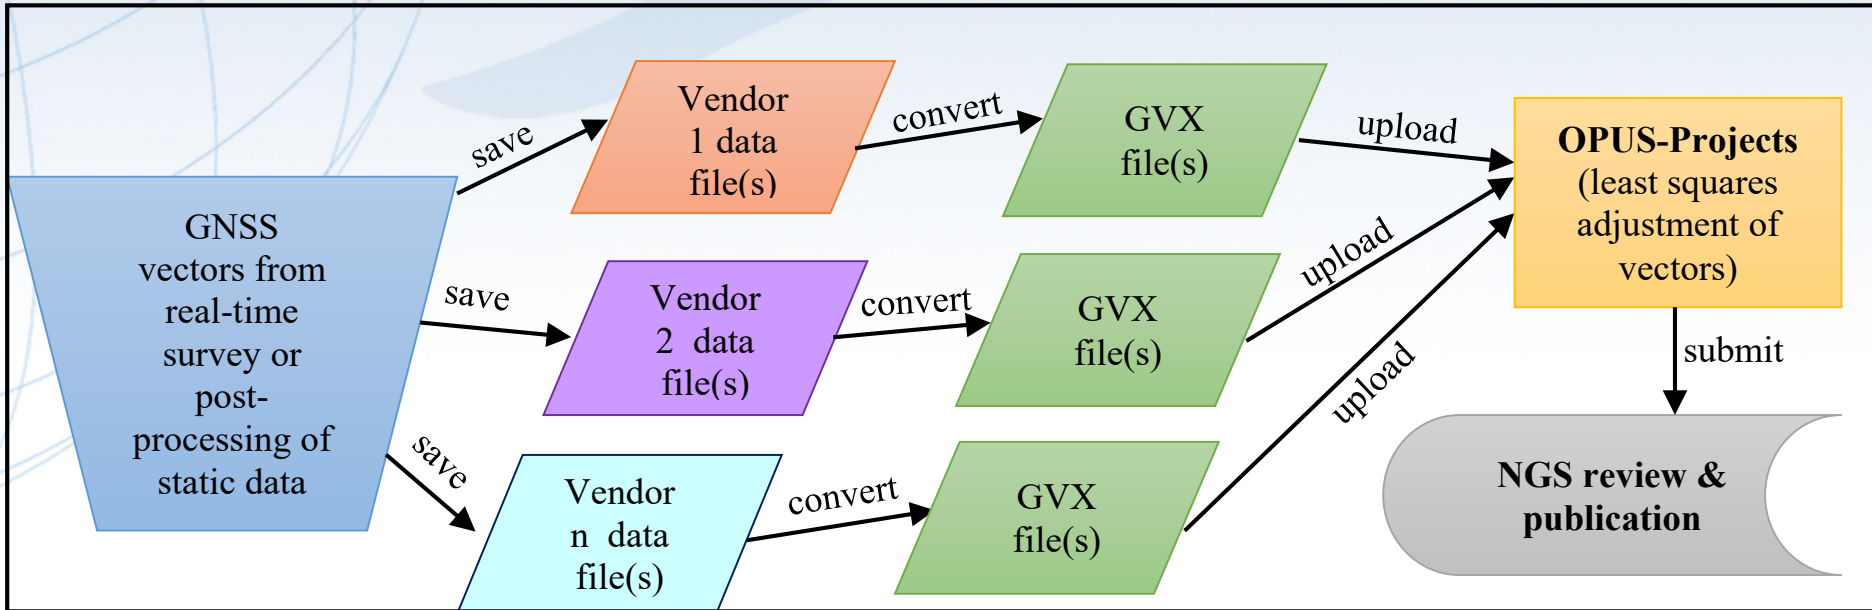 GNSS
vectors from
real-time
survey or
post-
processing of
static data
save
save
save
Vendor
1 data
file(s)
Vendor
2 data
file(s)
Vendor
n data
file(s)
convert
convert
convert
GVX
file(s)
GVX
file(s)
GVX
file(s)
upload
upload
upload
OPUS-Projects
(least squares
adjustment of
vectors)
submit
NGS review &
publication